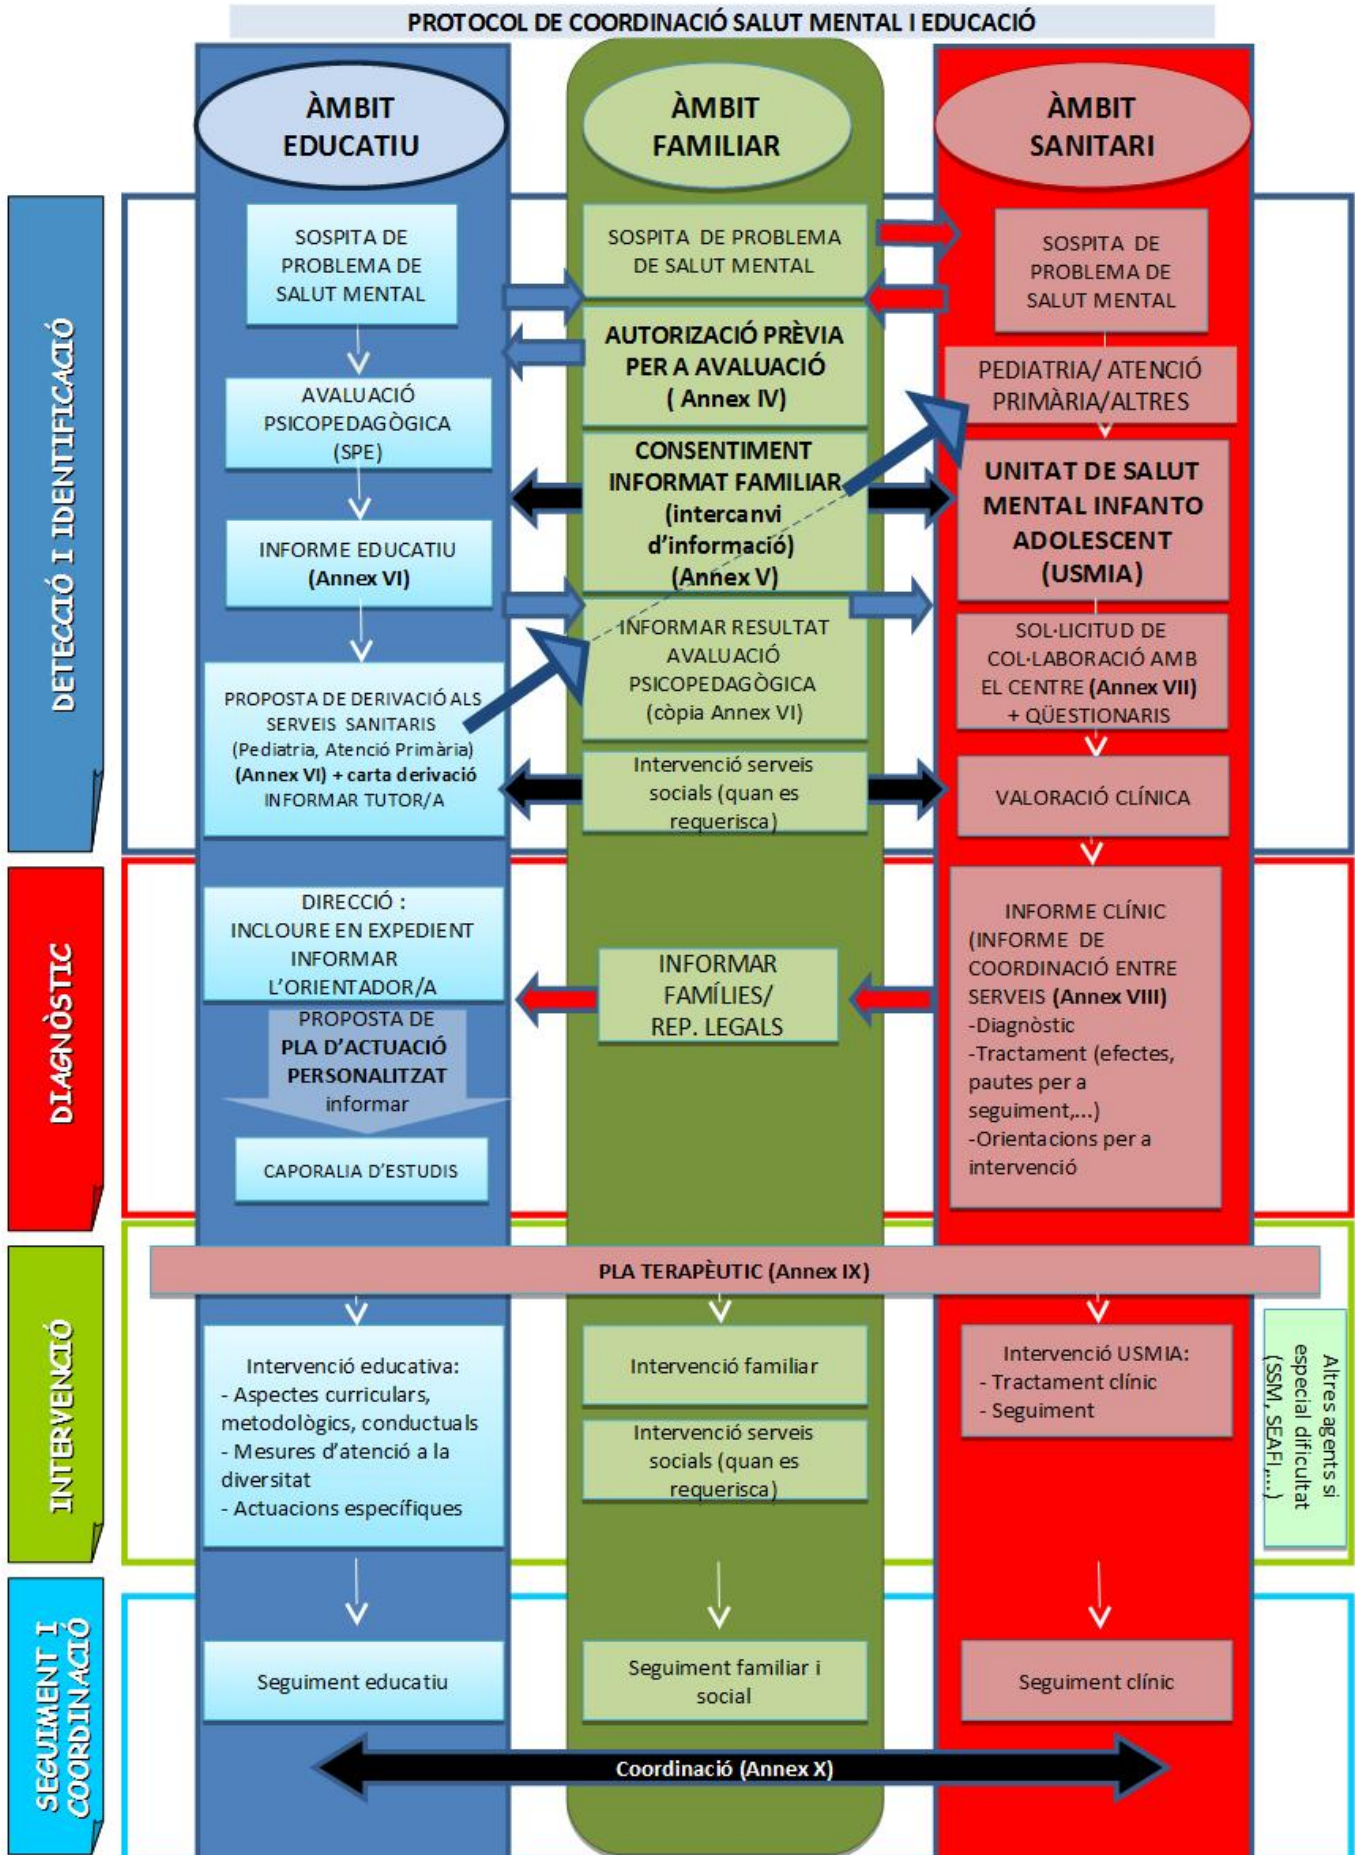 PROTOCOL DE COORDINACIÓ SALUT MENTAL I EDUCACIÓ
ÀMBIT
EDUCATIU
ÀMBIT
FAMILIAR
ÀMBIT
SANITARI
DETECCIÓ I IDENTIFICACIÓ
SOSPITA DE
PROBLEMA DE
SALUT MENTAL
AVALUACIÓ
PSICOPEDAGÒGICA
(SPE)
INFORME EDUCATIU
(Annex VI)
PROPOSTA DE DERIVACIÓ ALS
SERVEIS SANITARIS
(Pediatria, Atenció Primària)
(Annex VI) + carta derivació
INFORMAR TUTOR/A
SOSPITA DE PROBLEMA
DE SALUT MENTAL
AUTORIZACIÓ PRÈVIA
PER A AVALUACIÓ
( Annex IV)
CONSENTIMENT
INFORMAT FAMILIAR
(intercanvi
d'informació)
(Annex V)
INFORMAR RESULTAT
AVALUACIÓ
PSICOPEDAGÒGICA
(còpia Annex VI)
Intervenció serveis
socials (quan es
requerisca)
SOSPITA DE
PROBLEMA DE
SALUT MENTAL
PEDIATRIA/ ATENCIÓ
PRIMÀRIA/ALTRES
UNITAT DE SALUT
MENTAL INFANTO
ADOLESCENT
(USMIA)
SOL·LICITUD DE
COL·LABORACIÓ AMB
EL CENTRE (Annex VII)
+ QÜESTIONARIS
VALORACIÓ CLÍNICA
DIAGNÒSTIC
DIRECCIÓ :
INCLOURE EN EXPEDIENT
INFORMAR
L'ORIENTADOR/A
PROPOSTA DE
PLA D'ACTUACIÓ
PERSONALITZAT
informar
CAPORALIA D'ESTUDIS
INFORMAR
FAMÍLIES/
REP. LEGALS
INFORME CLÍNIC
(INFORME DE
COORDINACIÓ ENTRE
SERVEIS (Annex VIII)
-Diagnòstic
-Tractament (efectes,
pautes per a
seguiment,...)
-Orientacions per a
intervenció
INTERVENCIÓ
PLA TERAPÈUTIC (Annex IX)
Intervenció educativa:
- Aspectes curriculars,
metodològics, conductuals
- Mesures d'atenció a la
diversitat
- Actuacions específiques
Intervenció familiar
Intervenció serveis
socials (quan es
requerisca)
Intervenció USMIA:
- Tractament clínic
- Seguiment
Altres agents si
especial dificultat
(SSM, SEAFI,...)
SEGUIMENT I
COORDINACIÓ
Seguiment educatiu
Seguiment familiar i
social
Seguiment clínic
Coordinació (Annex X)